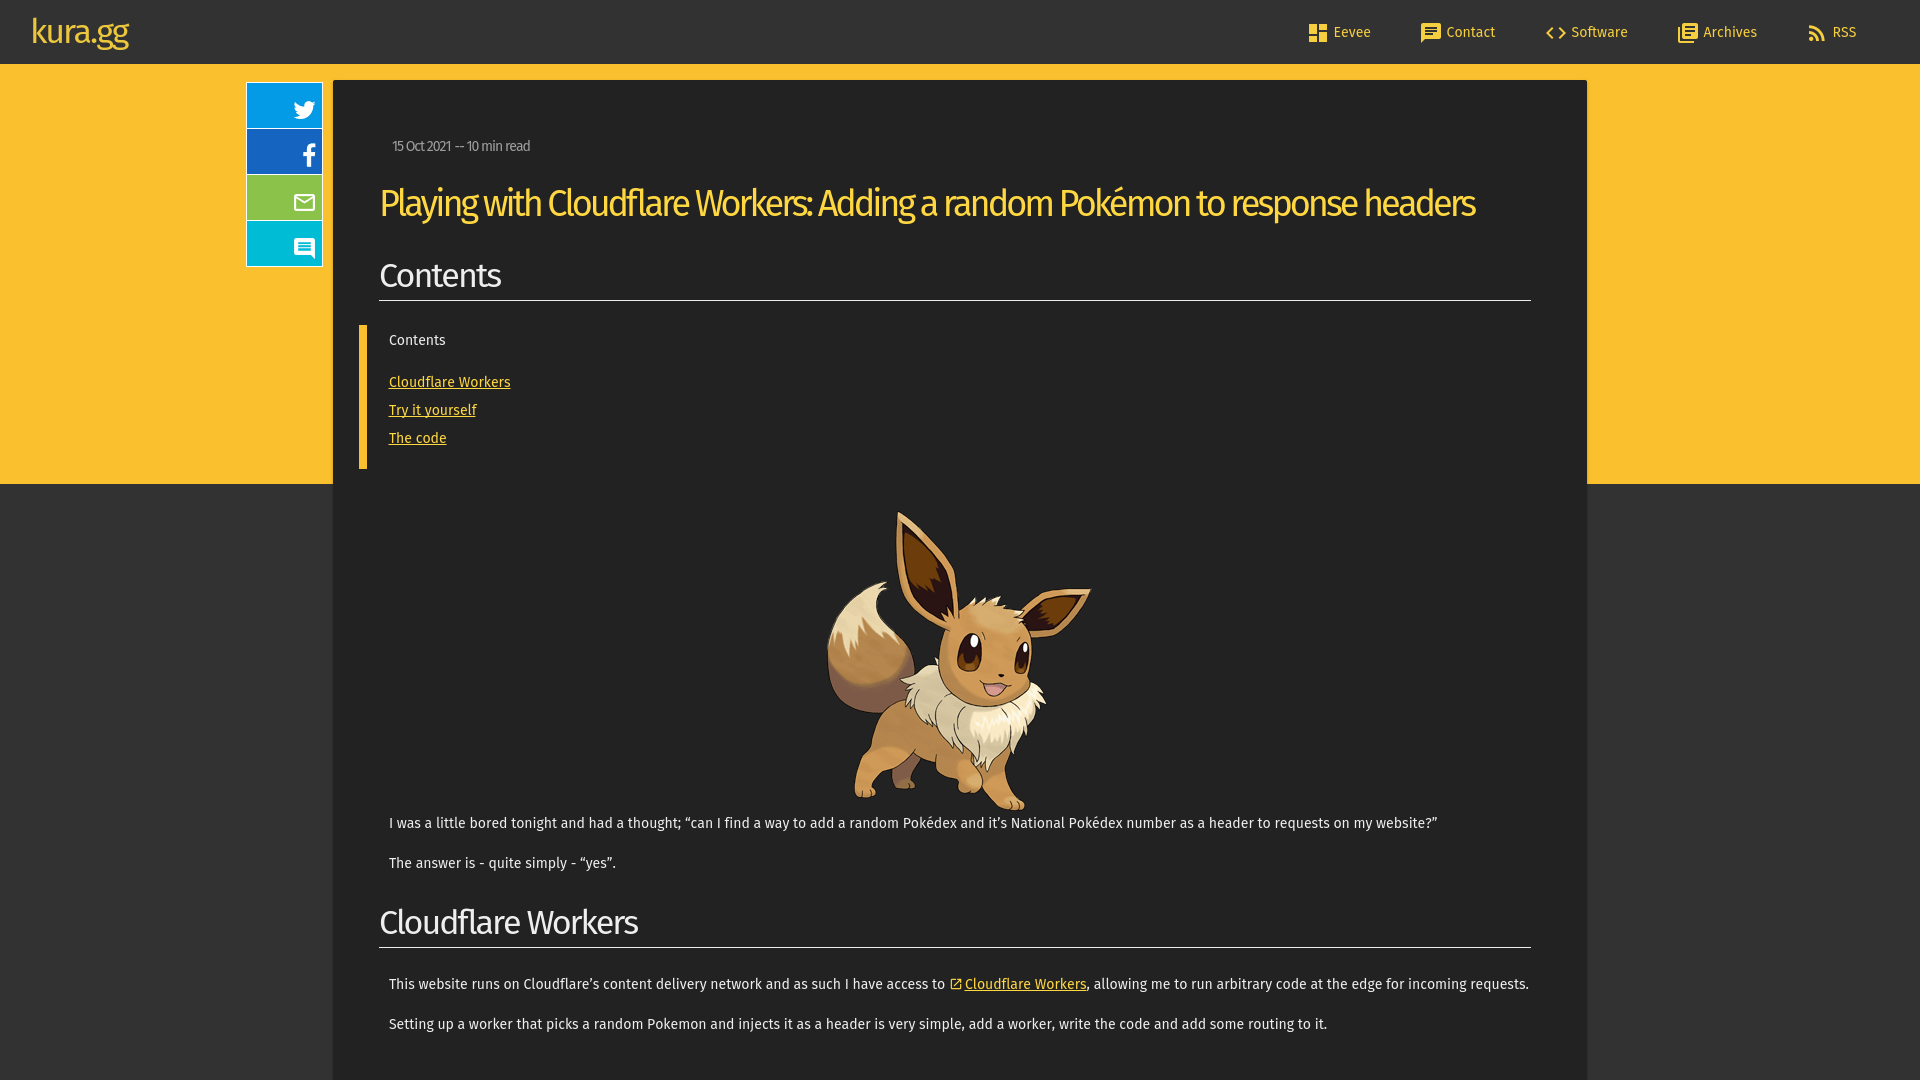 kura.gg
Eevee
Contact
Software
Archives
RSS
15 Oct 2021 -- 10 min read
Playing with Cloudflare Workers: Adding a random Pokémon to response headers
Contents
Contents
Cloudflare Workers
Try it yourself
The code
I was a little bored tonight and had a thought; “can I find a way to add a random Pokédex and it’s National Pokédex number as a header to requests on my website?”
The answer is - quite simply - “yes”.
Cloudflare Workers
This website runs on Cloudflare’s content delivery network and as such I have access to Cloudflare Workers, allowing me to run arbitrary code at the edge for incoming requests.
Setting up a worker that picks a random Pokemon and injects it as a header is very simple, add a worker, write the code and add some routing to it.